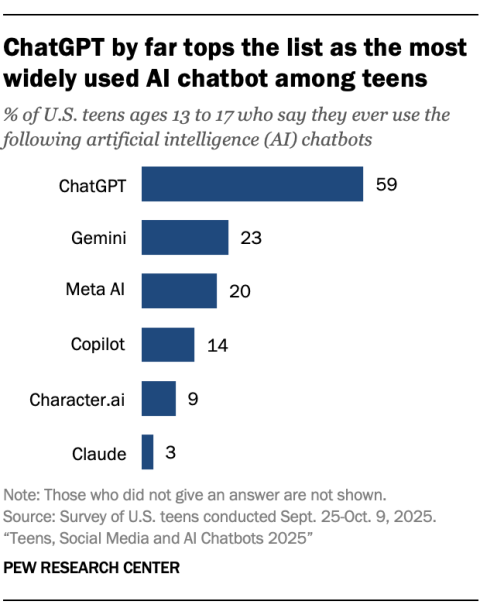 ChatGPT by far tops the list as the most
widely used AI chatbot among teens
% of U.S. teens ages 13 to 17 who say they ever use the
following artificial intelligence (AI) chatbots
ChatGPT 59
Gemini 23
Meta AI 20
Copilot 14
Character.ai 9
Claude 3
Note: Those who did not give an answer are not shown.
Source: Survey of U.S. teens conducted Sept. 25-Oct. 9, 2025.
“Teens, Social Media and AI Chatbots 2025”
PEW RESEARCH CENTER